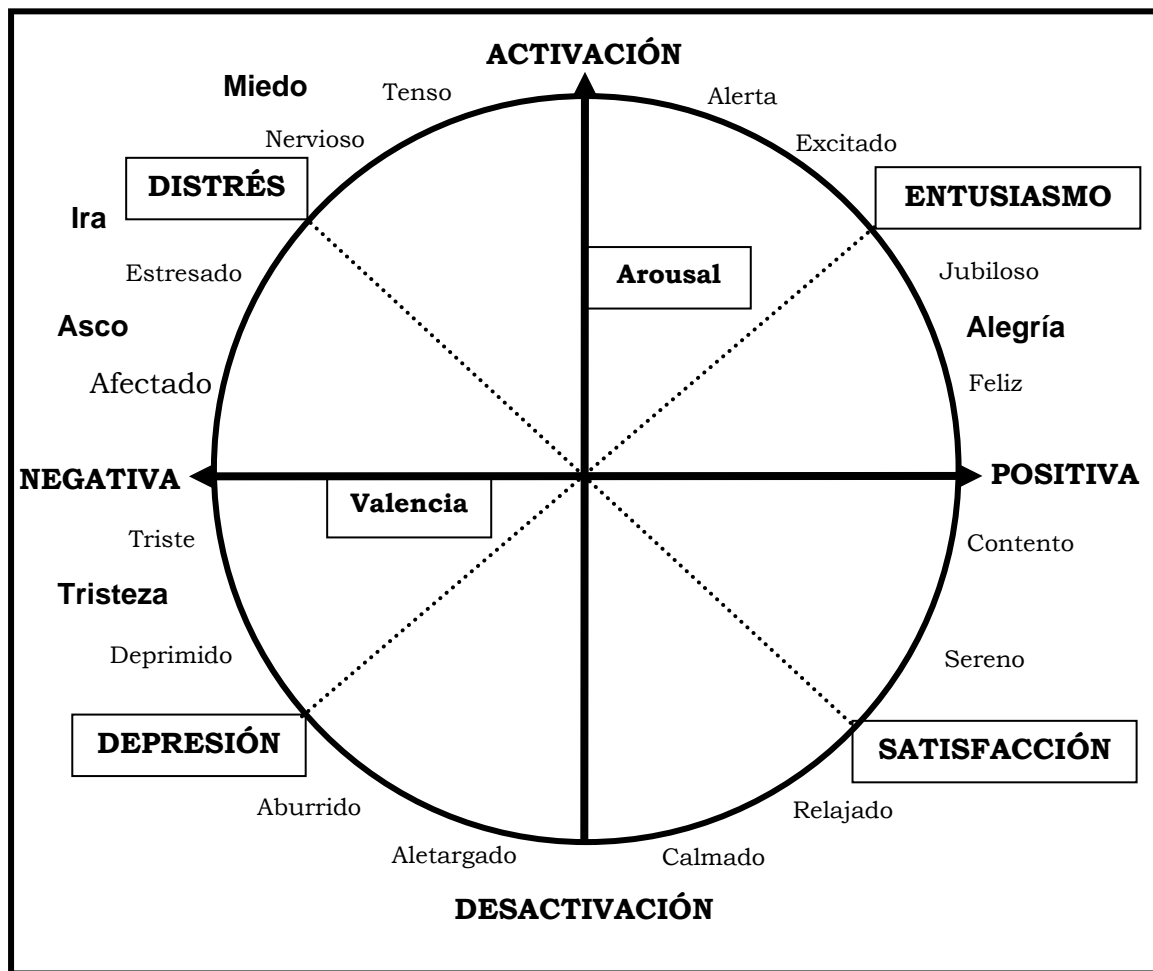 ACTIVACIÓN
Miedo
Tenso
Alerta
Nervioso
Excitado
DISTRÉS
ENTUSIASMO
Ira
Estresado
Arousal
Jubiloso
Asco
Alegría
Afectado
Feliz
NEGATIVA
POSITIVA
Valencia
Triste
Contento
Tristeza
Deprimido
Sereno
DEPRESIÓN
SATISFACCIÓN
Aburrido
Relajado
Aletargado
Calmado
DESACTIVACIÓN